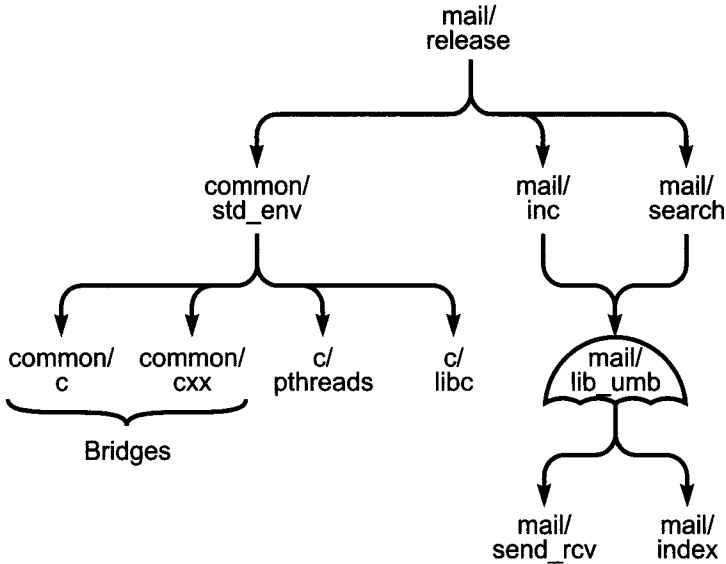 mail/
release
common/
std_env
mail/
inc
mail/
search
common/
c
common/
cxx
c/
pthreads
c/
libc
mail/
lib_umb
Bridges
mail/
send_rcv
mail/
index